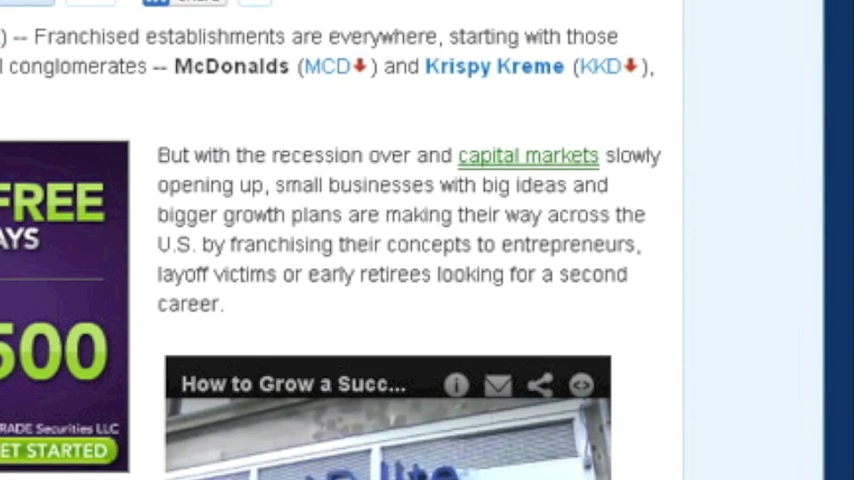 Share
) -- Franchised establishments are everywhere, starting with those
l conglomerates -- McDonalds (MCD) and Krispy Kreme (KKD),
But with the recession over and capital markets slowly
opening up, small businesses with big ideas and
bigger growth plans are making their way across the
U.S. by franchising their concepts to entrepreneurs,
layoff victims or early retirees looking for a second
career.
FREE
AYS
500
RADE Securities LLC
ET STARTED
How to Grow a Succ...